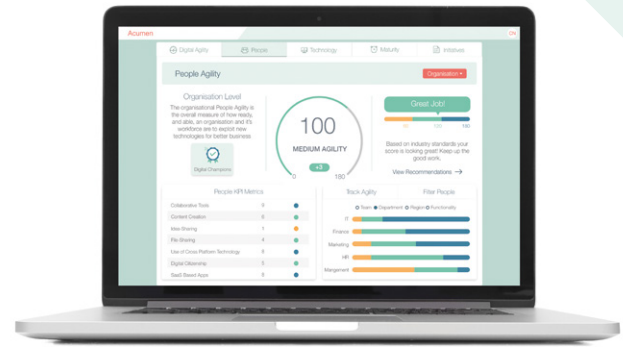 Acumen
CH
Digital Agility
People
Technology
Maturity
Initiatives
People Agility
Organisation
Organisation Level
The organisational People Agility is
the overall measure of how ready,
and able, an organisation and it's
workforce are to exploit new
technologies for better business.
Digital Champions
100
MEDIUM AGILITY
+3
0
190
Great Job!
100
Based on industry standards your
score is looking great! Keep up the
good work.
View Recommendations →
People KPI Metrics
Collaborative Tools
Content Creation
Idea Sharing
File Sharing
Use of Cross Platform Technology
Digital Citizenship
SaaS Based Apps
Track Agility
Filter People
Team Department Region Functionality
IT
Finance
Marketing
HR
Mangement